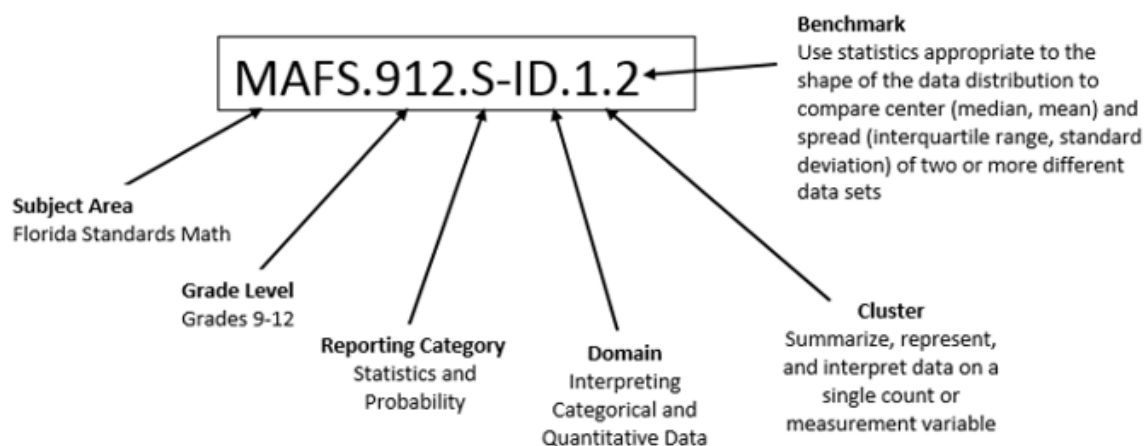 MAFS.912.S-ID.1.2
Benchmark
Use statistics appropriate to the
shape of the data distribution to
compare center (median, mean) and
spread (interquartile range, standard
deviation) of two or more different
data sets
Subject Area
Florida Standards Math
Grade Level
Grades 9-12
Reporting Category
Statistics and
Probability
Domain
Interpreting
Categorical and
Quantitative Data
Cluster
Summarize, represent,
and interpret data on a
single count or
measurement variable